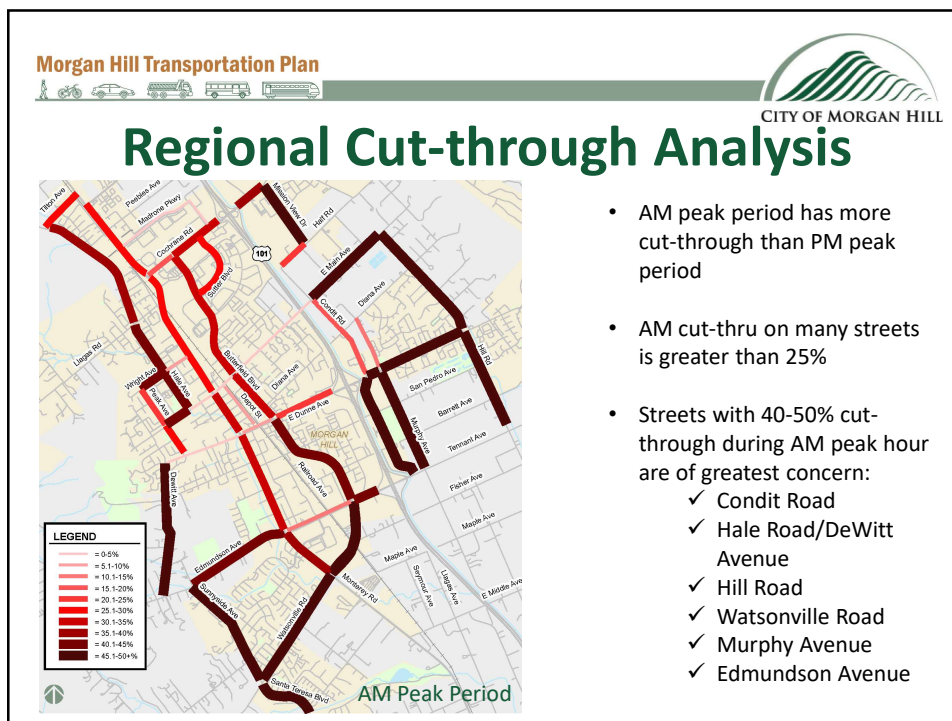 Morgan Hill Transportation Plan
CITY OF MORGAN HILL
Regional Cut-through Analysis
Tilton Ave
Peebles Ave
Madrone Pkwy
Cochrane Rd
Mission View Dr
Half Rd
101
E Main Ave
Sutter Blvd
Condit Rd
Diana Ave
Llagas Rd
Hill Rd
Wright Ave
Hale Ave
Butterfield Blvd
Diana Ave
San Pedro Ave
Peak Ave
Depot St
E Dunne Ave
Murphy Ave
Barrett Ave
MORGAN
HILL
Tennant Ave
Dewitt Ave
Railroad Ave
Fisher Ave
Maple Ave
Edmundson Ave
Maple Ave
Sunnyside Ave
Watsonville Rd
Monterey Rd
Seymour Ave
Llagas Ave
E Middle Ave
Santa Teresa Blvd
LEGEND
= 0-5%
= 5.1-10%
= 10.1-15%
= 15.1-20%
= 20.1-25%
= 25.1-30%
= 30.1-35%
= 35.1-40%
= 40.1-45%
= 45.1-50+%
AM Peak Period
• AM peak period has more
cut-through than PM peak
period
• AM cut-thru on many streets
is greater than 25%
• Streets with 40-50% cut-
through during AM peak hour
are of greatest concern:
✓ Condit Road
✓ Hale Road/DeWitt
Avenue
✓ Hill Road
✓ Watsonville Road
✓ Murphy Avenue
✓ Edmundson Avenue